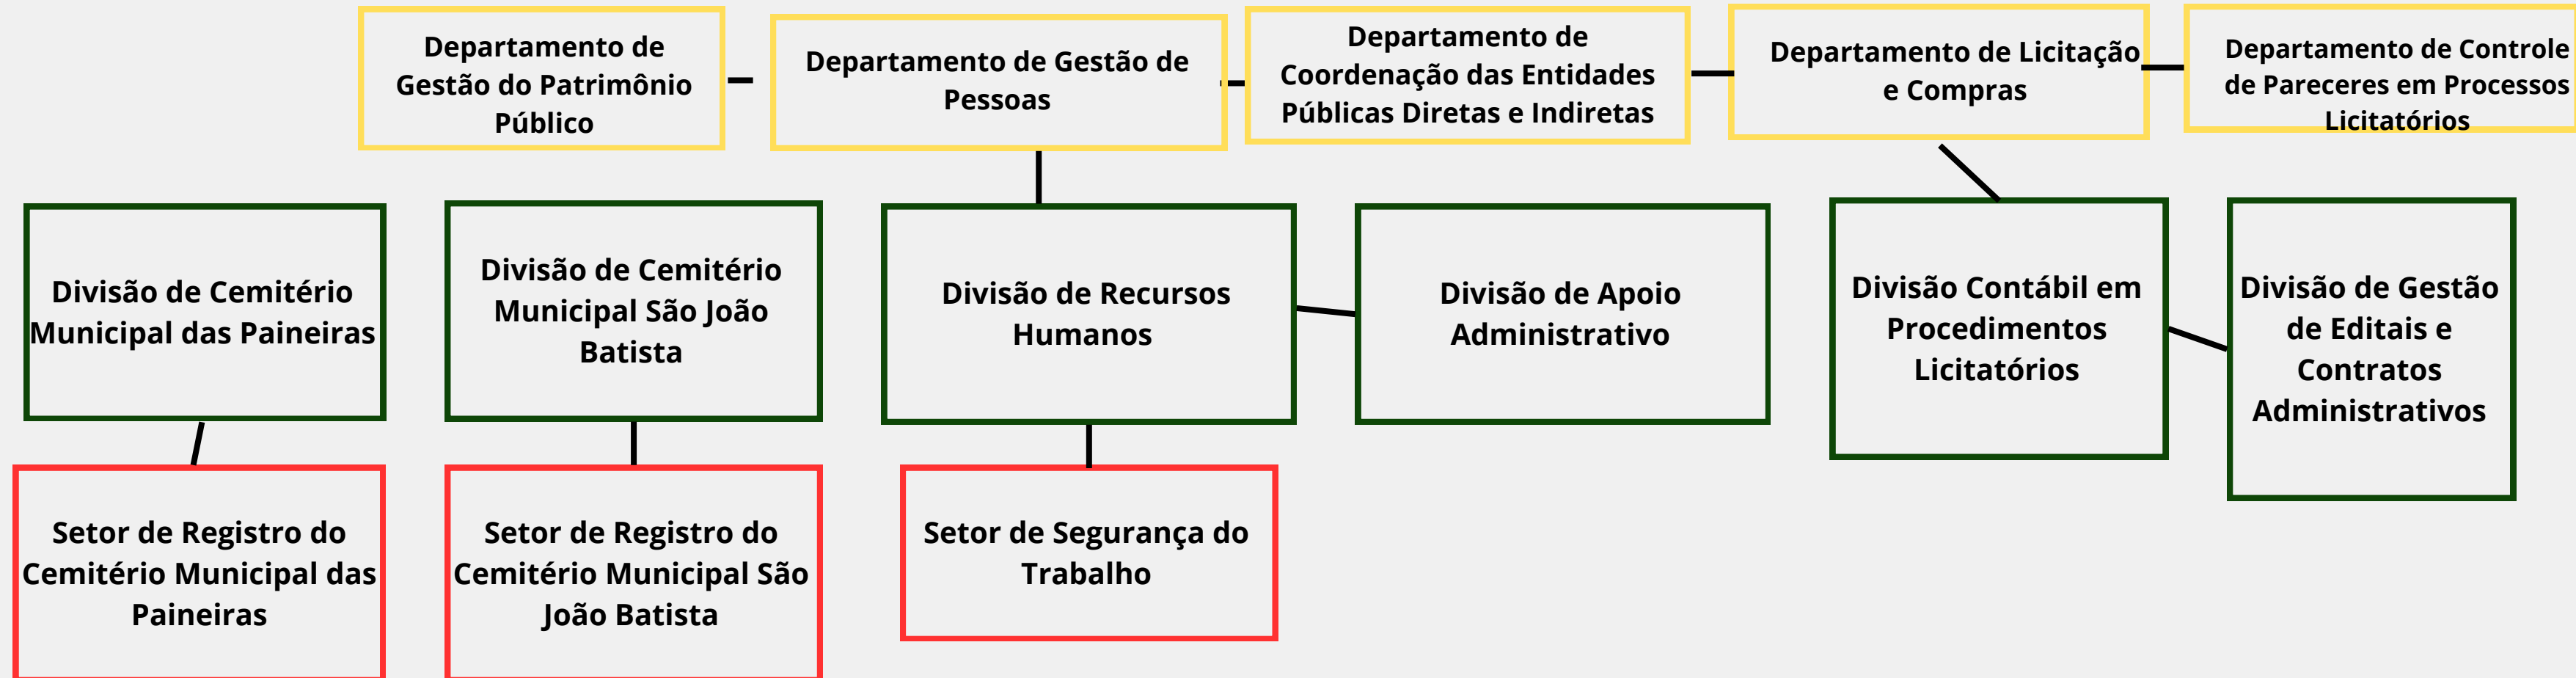 Departamento de
Gestão do Patrimônio
Público
Departamento de Gestão de
Pessoas
Departamento de
Coordenação das Entidades
Públicas Diretas e Indiretas
Departamento de Licitação
e Compras
Departamento de Controle
de Pareceres em Processos
Licitatórios
Divisão de Cemitério
Municipal das Paineiras
Divisão de Cemitério
Municipal São João
Batista
Divisão de Recursos
Humanos
Divisão de Apoio
Administrativo
Divisão Contábil em
Procedimentos
Licitatórios
Divisão de Gestão
de Editais e
Contratos
Administrativos
Setor de Registro do
Cemitério Municipal das
Paineiras
Setor de Registro do
Cemitério Municipal São
João Batista
Setor de Segurança do
Trabalho